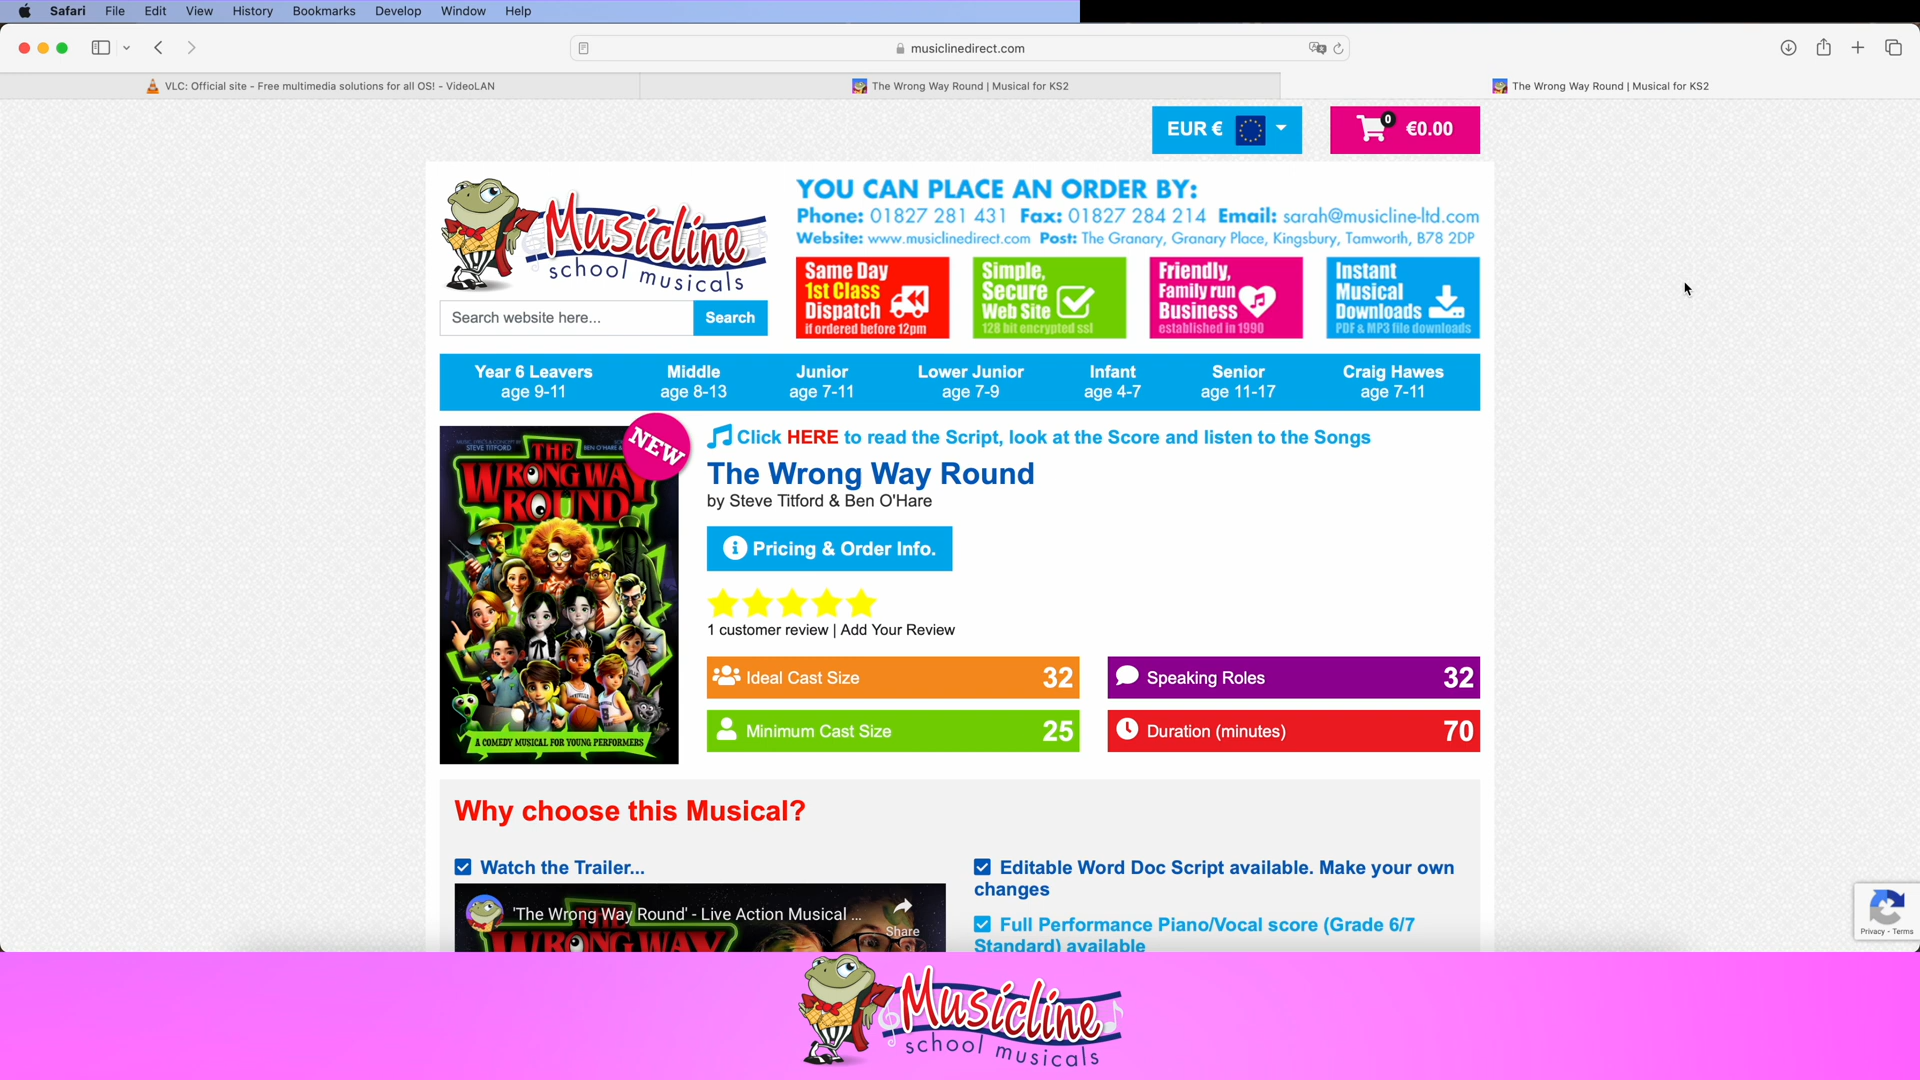 Safari File Edit View History Bookmarks Develop Window Help
musiclinedirect.com
VLC: Official site - Free multimedia solutions for all OS! - VideoLAN
The Wrong Way Round | Musical for KS2
The Wrong Way Round | Musical for KS2
EUR €
0 €0.00
Musicline
school musicals
YOU CAN PLACE AN ORDER BY:
Phone: 01827 281 431 Fax: 01827 284 214 Email: sarah@musicline-ltd.com
Website: www.musiclinedirect.com Post: The Granary, Granary Place, Kingsbury, Tamworth, B78 2DP
Same Day
1st Class
Dispatch
if ordered before 12pm
Simple,
Secure
Web Site
128 bit encrypted ssl
Friendly,
Family run
Business
established in 1990
Instant
Musical
Downloads
PDF & MP3 file downloads
Search website here...
Search
Year 6 Leavers
age 9-11
Middle
age 8-13
Junior
age 7-11
Lower Junior
age 7-9
Infant
age 4-7
Senior
age 11-17
Craig Hawes
age 7-11
STEVE TITFORD
BEN O'HARE &
THE
WRONG WAY
ROUND
A COMEDY MUSICAL FOR YOUNG PERFORMERS
NEW
Click HERE to read the Script, look at the Score and listen to the Songs
The Wrong Way Round
by Steve Titford & Ben O'Hare
Pricing & Order Info.
1 customer review | Add Your Review
Ideal Cast Size 32
Speaking Roles 32
Minimum Cast Size 25
Duration (minutes) 70
Why choose this Musical?
Watch the Trailer...
'The Wrong Way Round' - Live Action Musical ...
Share
THE
WRONG WAY
Editable Word Doc Script available. Make your own
changes
Full Performance Piano/Vocal score (Grade 6/7
Standard) available
Privacy - Terms
Musicline
school musicals